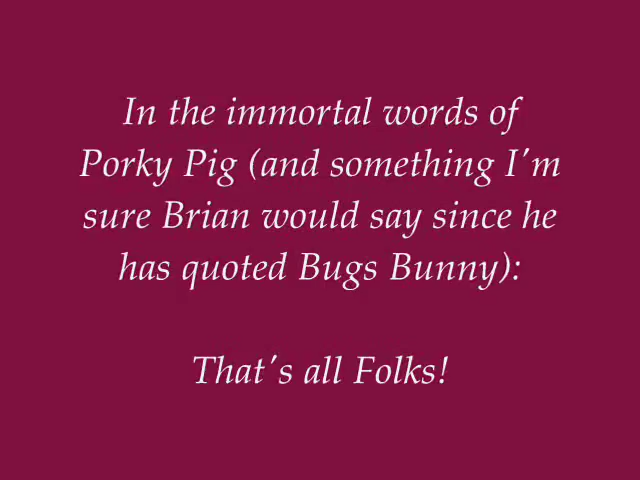 In the immortal words of
Porky Pig (and something I'm
sure Brian would say since he
has quoted Bugs Bunny):
That's all Folks!